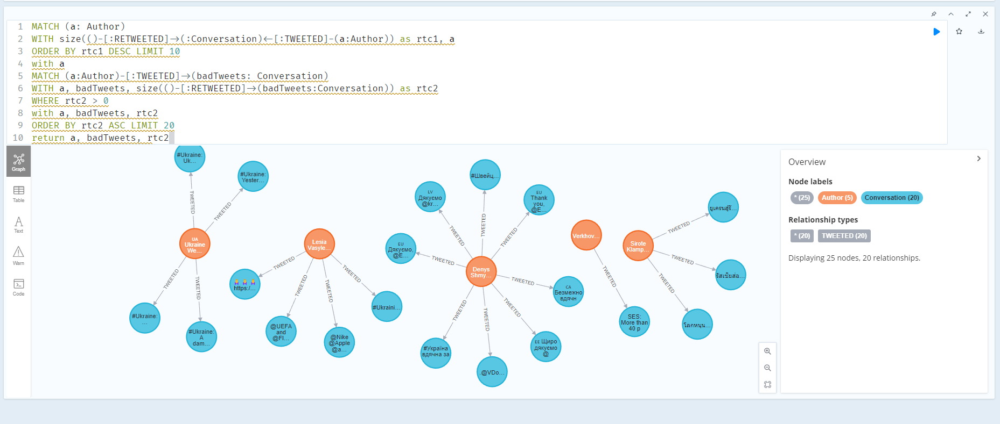 1 MATCH (a: Author)
2 WITH size(()-[:RETWEETED]->(:Conversation)<-[:TWEETED]-(a:Author)) as rtc1, a
3 ORDER BY rtc1 DESC LIMIT 10
4 with a
5 MATCH (a:Author)-[:TWEETED]->(badTweets: Conversation)
6 WITH a, badTweets, size(()-[:RETWEETED]->(badTweets:Conversation)) as rtc2
7 WHERE rtc2 > 0
8 with a, badTweets, rtc2
9 ORDER BY rtc2 ASC LIMIT 20
10 return a, badTweets, rtc2
Graph
Table
Text
Warn
Code
#Ukraine:
Uk...
#Ukraine:
Yester...
TWEETED
TWEETED
UA
Ukraine
We...
TWEETED
TWEETED
#Ukraine:
...
#Ukraine:
A
dam...
Lesia
Vasyle...
TWEETED
TWEETED
TWEETED
TWEETED
https:/...
@UEFA
and
@FI...
@Nike
@Apple
@a...
#Ukraini...
#Швейц...
LV
Дякуємо
@kr...
EU
Thank
you,
@E...
EU
Дякуємо,
@E...
TWEETED
TWEETED
TWEETED
TWEETED
Denys
Shmy...
TWEETED
TWEETED
TWEETED
TWEETED
CA
Безмежно
вдячн
EE Щиро
дякуємо
@
#Україна
вдячна за
.@VDo...
Verkhov...
TWEETED
SES:
More than
40 p
Sirote
Klamp...
TWEETED
TWEETED
TWEETED
ยูเครนสู้รั...
รัสเซียส่อ...
โลกหนุน...
Overview
Node labels
* (25) Author (5) Conversation (20)
Relationship types
* (20) TWEETED (20)
Displaying 25 nodes, 20 relationships.